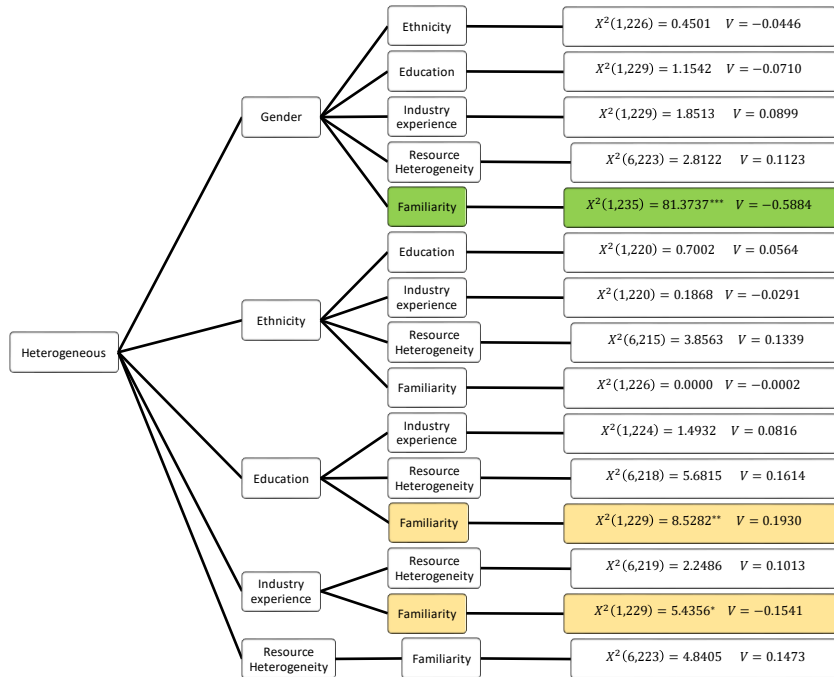 Heterogeneous
Gender
Ethnicity
𝑋²(1,226) = 0.4501 𝑉 = −0.0446
Education
𝑋²(1,229) = 1.1542 𝑉 = −0.0710
Industry
experience
𝑋²(1,229) = 1.8513 𝑉 = 0.0899
Resource
Heterogeneity
𝑋²(6,223) = 2.8122 𝑉 = 0.1123
Familiarity
𝑋²(1,235) = 81.3737*** 𝑉 = −0.5884
Ethnicity
Education
𝑋²(1,220) = 0.7002 𝑉 = 0.0564
Industry
experience
𝑋²(1,220) = 0.1868 𝑉 = −0.0291
Resource
Heterogeneity
𝑋²(6,215) = 3.8563 𝑉 = 0.1339
Familiarity
𝑋²(1,226) = 0.0000 𝑉 = −0.0002
Education
Industry
experience
𝑋²(1,224) = 1.4932 𝑉 = 0.0816
Resource
Heterogeneity
𝑋²(6,218) = 5.6815 𝑉 = 0.1614
Familiarity
𝑋²(1,229) = 8.5282** 𝑉 = 0.1930
Industry
experience
Resource
Heterogeneity
𝑋²(6,219) = 2.2486 𝑉 = 0.1013
Familiarity
𝑋²(1,229) = 5.4356* 𝑉 = −0.1541
Resource
Heterogeneity
Familiarity
𝑋²(6,223) = 4.8405 𝑉 = 0.1473